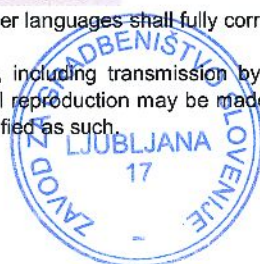 er languages shall fully corr
, including transmission by
l reproduction may be made
fied as such.
ZAVOD ZA GRADBENIŠTVO SLOVENIJE
LJUBLJANA
17